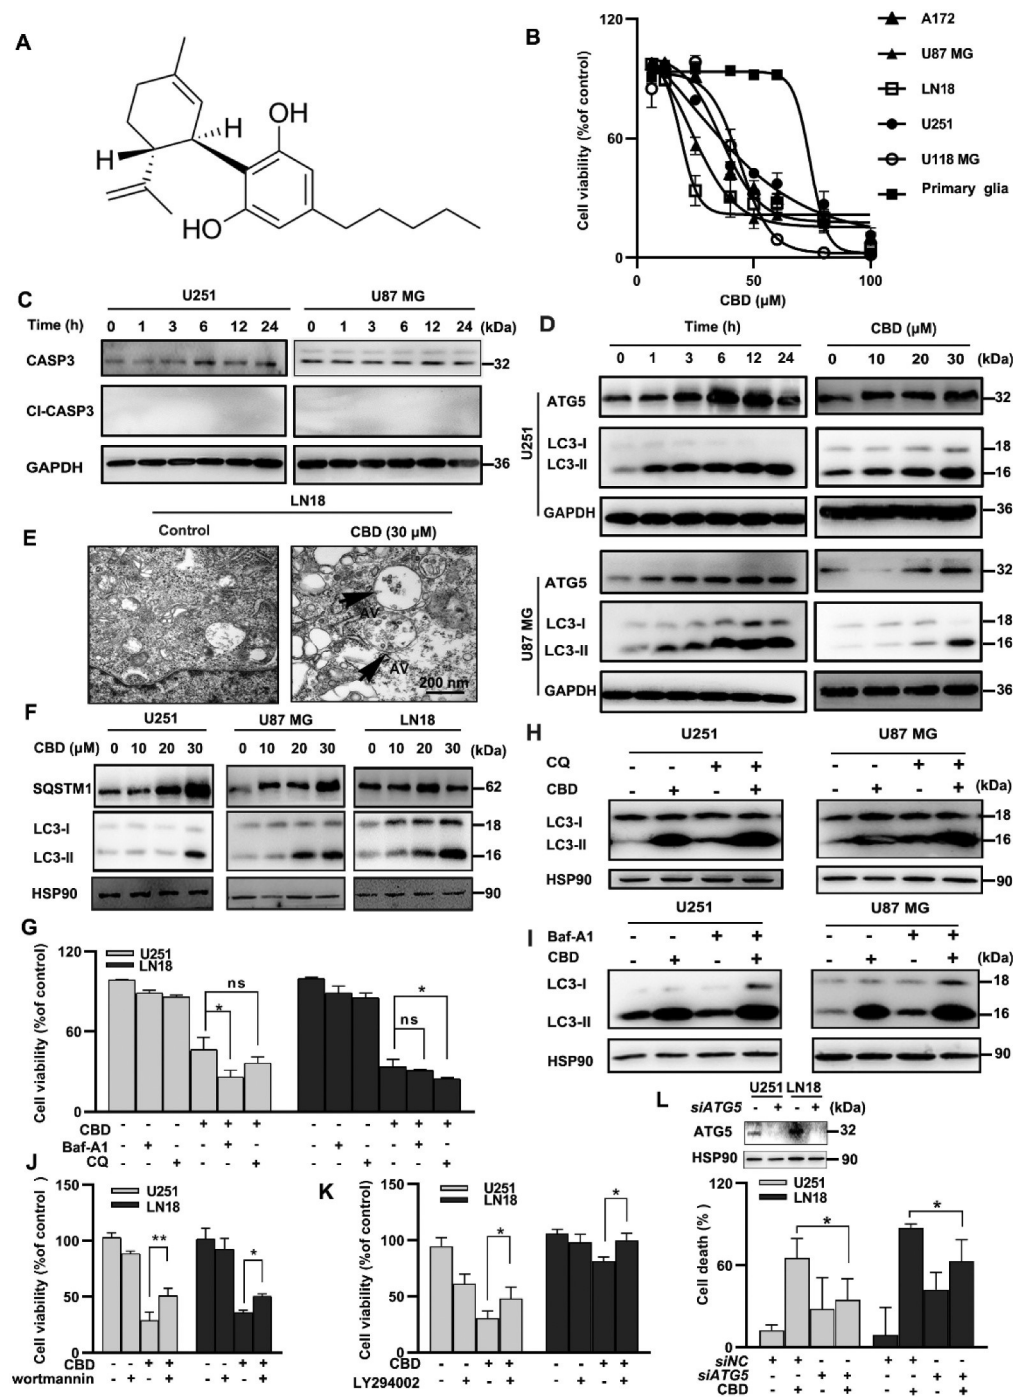 A
OH
H
H
HO
B
Cell viability (%of control)
120
60
0
0 50 100
CBD (µM)
A172
U87 MG
LN18
U251
U118 MG
Primary glia
C
U251 U87 MG
Time (h) 0 1 3 6 12 24 0 1 3 6 12 24 (kDa)
CASP3 32
Cl-CASP3
GAPDH 36
D
Time (h) CBD (µM)
0 1 3 6 12 24 0 10 20 30 (kDa)
U251
ATG5 32
LC3-I 18
LC3-II 16
GAPDH 36
U87 MG
ATG5 32
LC3-I 18
LC3-II 16
GAPDH 36
E
LN18
Control CBD (30 µM)
AV
AV
200 nm
F
U251 U87 MG LN18
CBD (µM) 0 10 20 30 0 10 20 30 0 10 20 30 (kDa)
SQSTM1 62
LC3-I 18
LC3-II 16
HSP90 90
G
Cell viability (%of control)
120
60
0
U251
LN18
ns
*
*
ns
CBD - - - + + + - - - + + +
Baf-A1 - + - - + - - + - - + -
CQ - - + - - + - - + - - +
H
U251 U87 MG
CQ - - + + - - + +
CBD - + - + - + - + (kDa)
LC3-I 18
LC3-II 16
HSP90 90
I
U251 U87 MG
Baf-A1 - - + + - - + +
CBD - + - + - + - + (kDa)
LC3-I 18
LC3-II 16
HSP90 90
J
Cell viability (%of control )
150
100
50
0
U251
LN18
**
*
CBD - - + + - - + +
wortmannin - + - + - + - +
K
Cell viability (%of control)
150
100
50
0
U251
LN18
*
*
CBD - - + + - - + +
LY294002 - + - + - + - +
L
U251 LN18
siATG5 - + - + (kDa)
ATG5 32
HSP90 90
Cell death (% )
120
60
0
U251
LN18
*
*
siNC + + - - + + - -
siATG5 - - + + - - + +
CBD - + - + - + - +